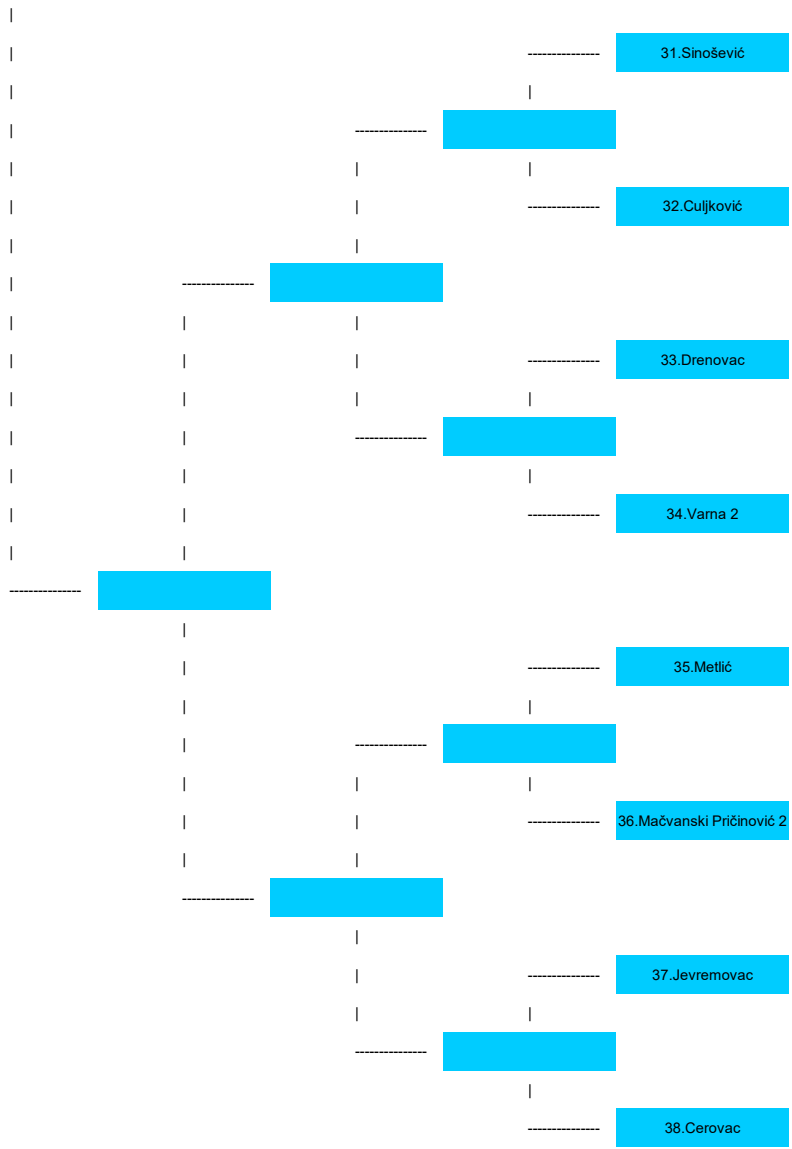 31.Sinošević
32.Culjković
33.Drenovac
34.Varna 2
35.Metlić
36.Mačvanski Pričinović 2
37.Jevremovac
38.Cerovac